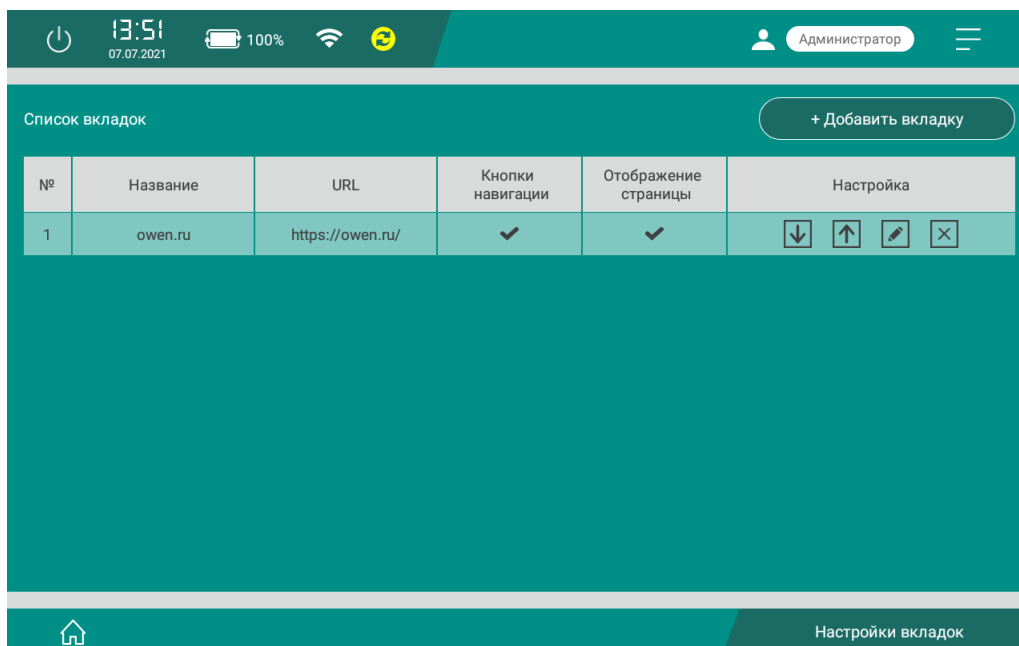 13:51
07.07.2021
100%
Администратор
Список вкладок
+ Добавить вкладку
№ Название URL Кнопки навигации Отображение страницы Настройка
1 owen.ru https://owen.ru/
Настройки вкладок